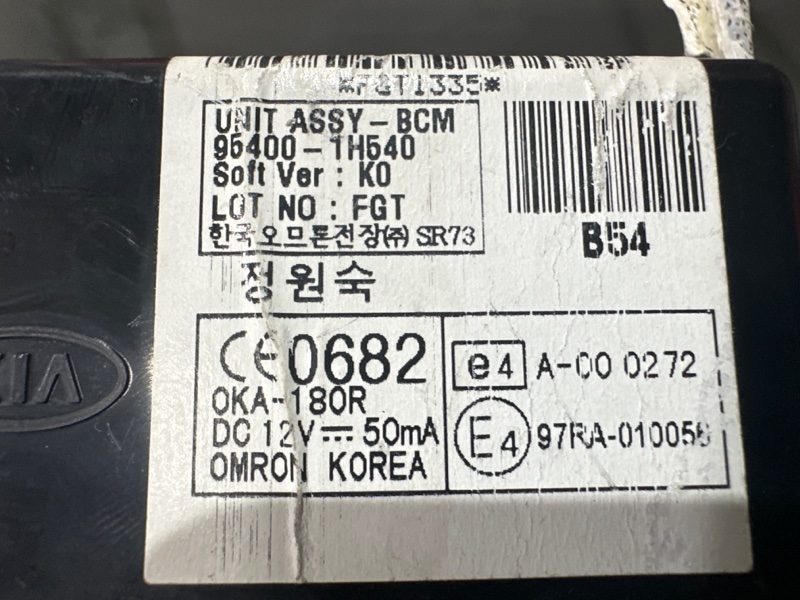 *FGT1335*
UNIT ASSY-BCM
95400-1H540
Soft Ver : K0
LOT NO : FGT
한국오므론전장(주) SR73
B54
정원숙
CE0682
OKA-180R
DC 12V ⎓ 50mA
OMRON KOREA
e4 A-00 0272
E4 97RA-010056
KIA